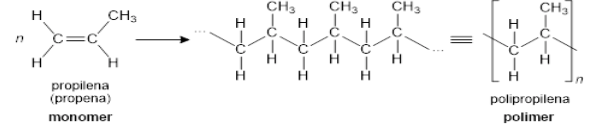 n
H CH₃
C=C
H H
...
H CH₃ H CH₃ H CH₃
C C C C C C
H H H H H H
...
CH₃
H
C C
H H
n
propilena
(propena)
monomer
polipropilena
polimer